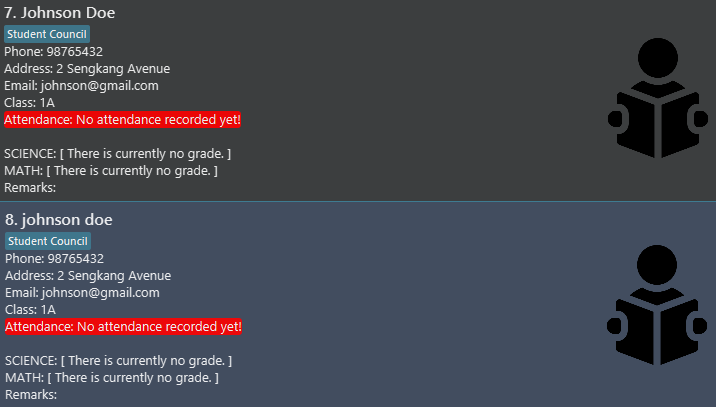 7. Johnson Doe
Student Council
Phone: 98765432
Address: 2 Sengkang Avenue
Email: johnson@gmail.com
Class: 1A
Attendance: No attendance recorded yet!
SCIENCE: [ There is currently no grade. ]
MATH: [ There is currently no grade. ]
Remarks:
8. johnson doe
Student Council
Phone: 98765432
Address: 2 Sengkang Avenue
Email: johnson@gmail.com
Class: 1A
Attendance: No attendance recorded yet!
SCIENCE: [ There is currently no grade. ]
MATH: [ There is currently no grade. ]
Remarks: